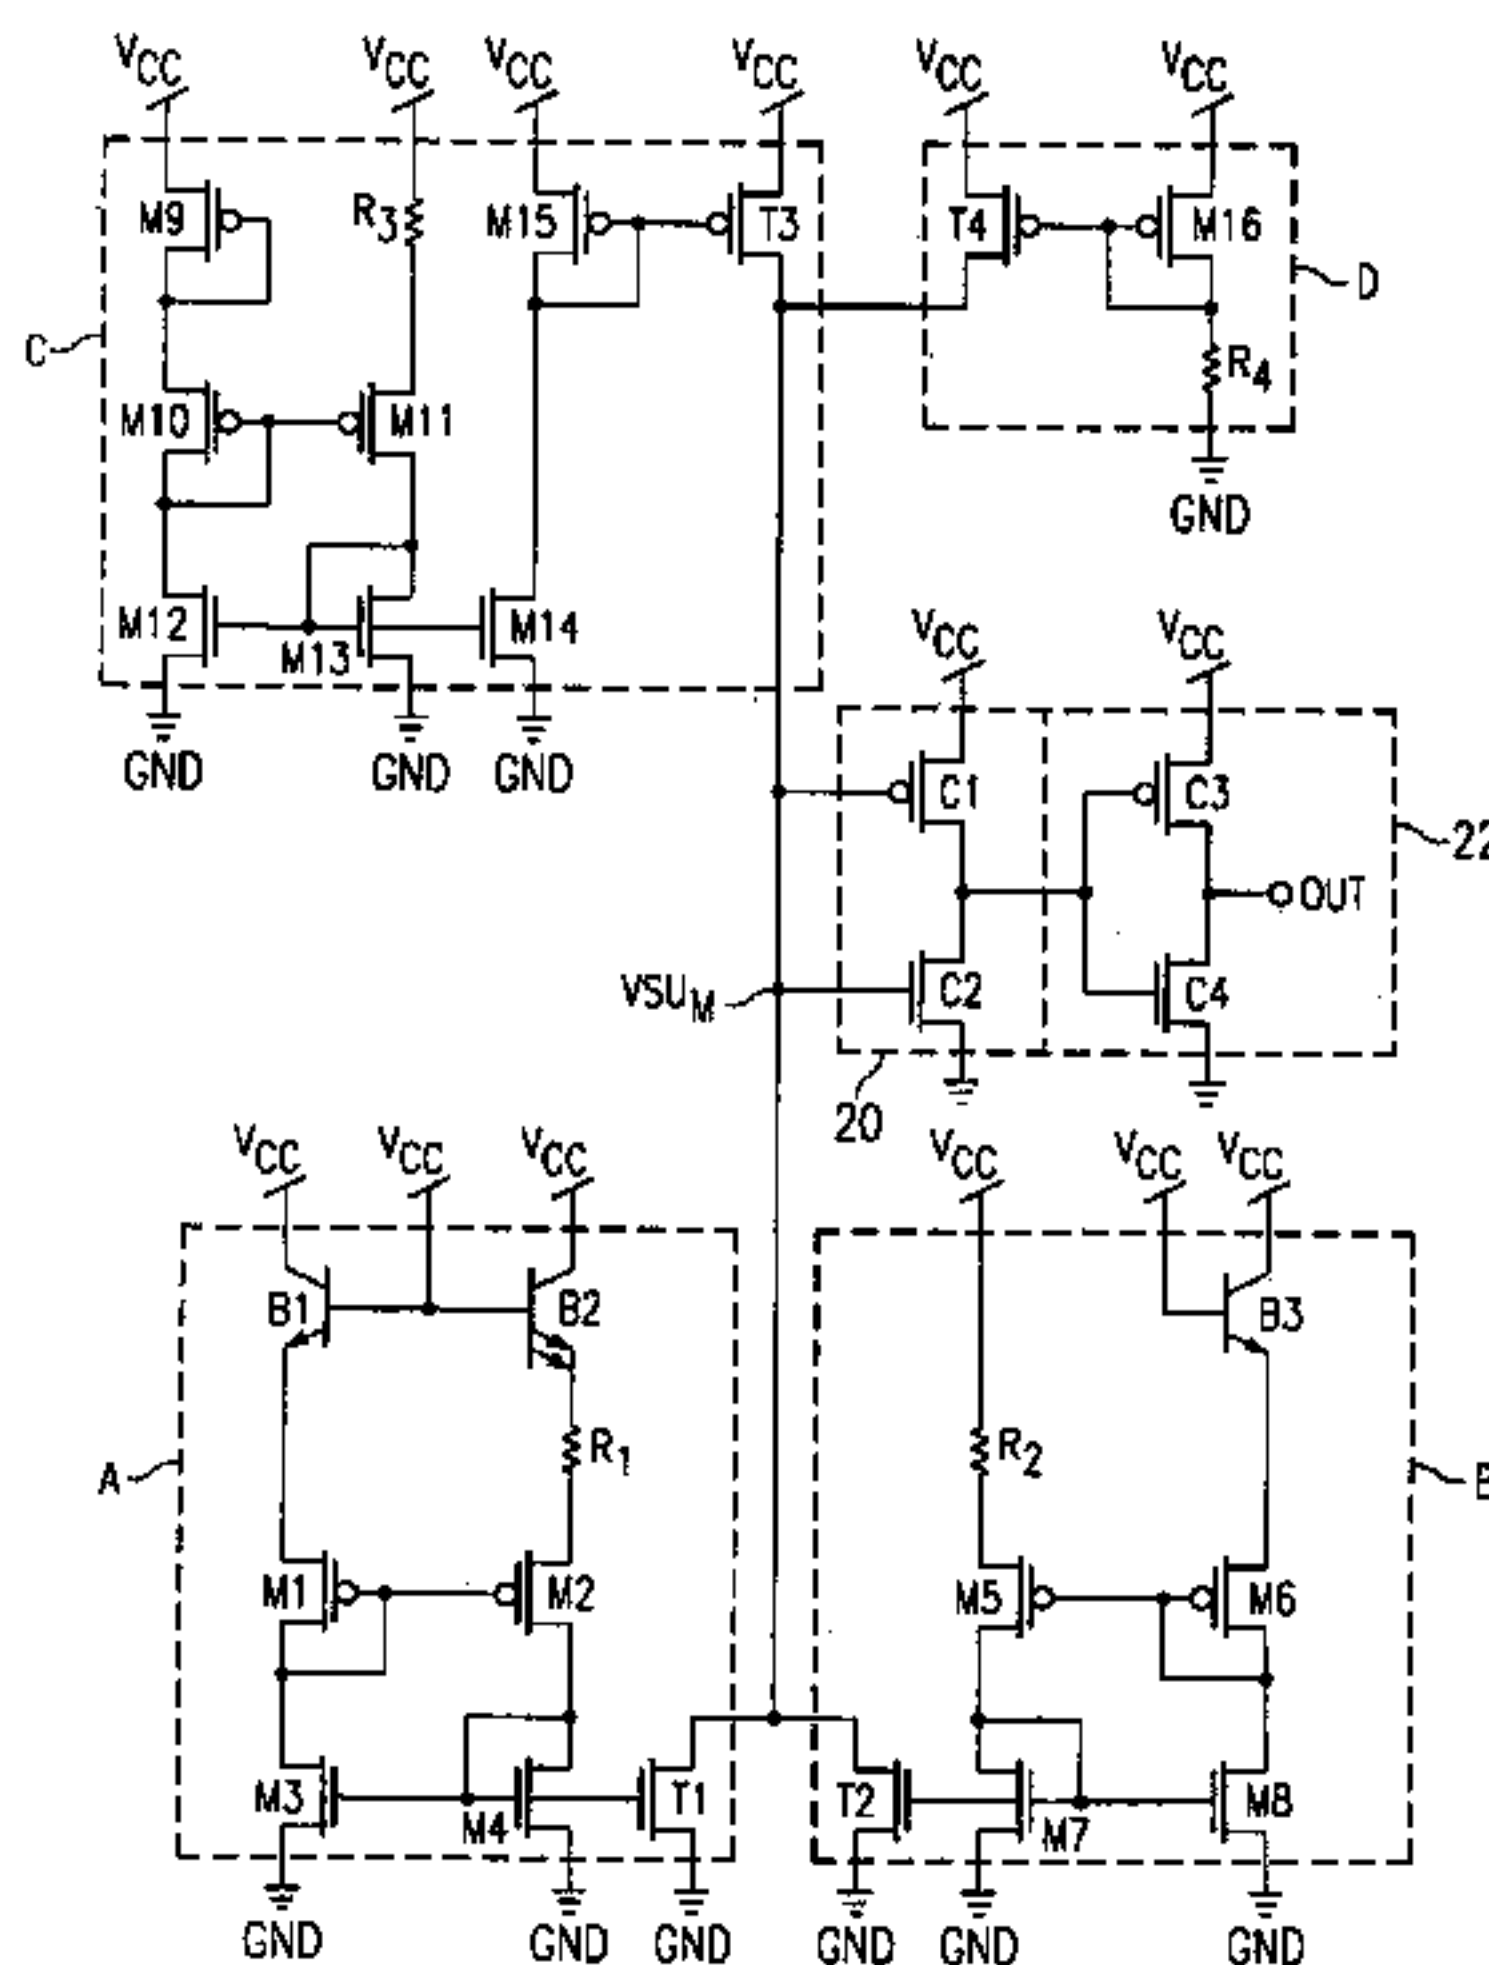 VCC VCC VCC VCC VCC VCC
M9 R3 M15 T3 T4 M16
C D
M10 M11 R4
GND
M12 M13 M14
VCC VCC
GND GND GND
C1 C3
22
OUT
VSUM C2 C4
20
VCC VCC VCC VCC VCC VCC
B1 B2 B3
A R1 R2
M1 M2 M5 M6
M3 M4 T1 T2 M7 M8
GND GND GND GND GND GND